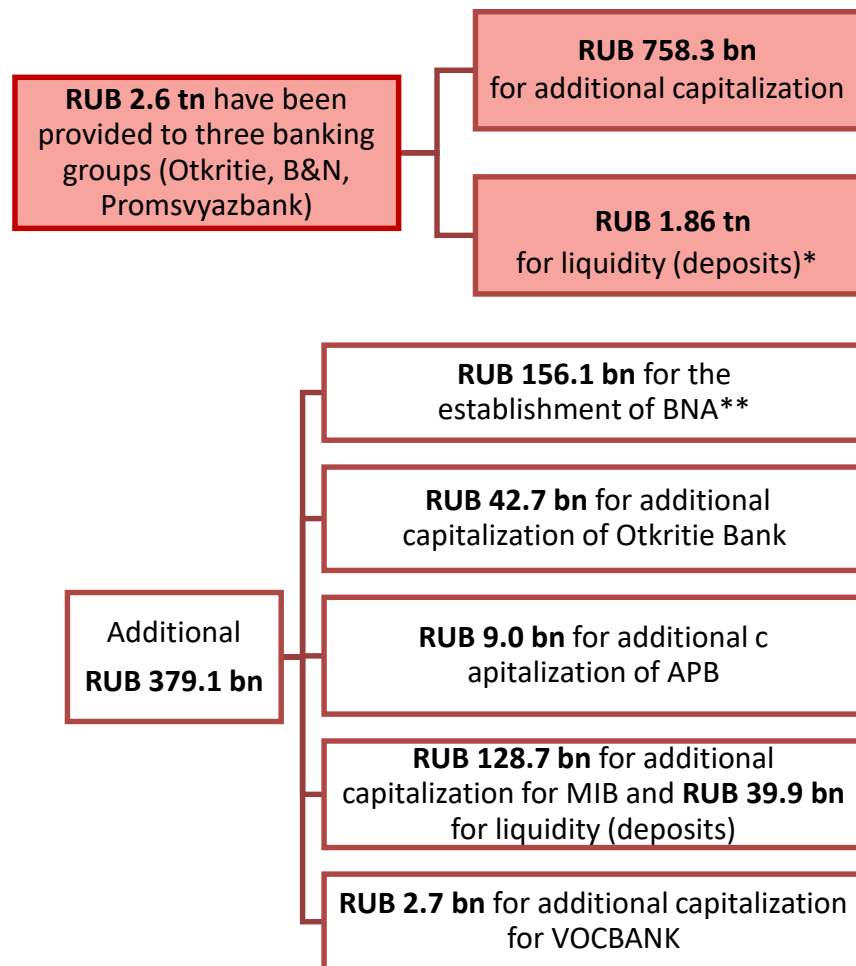 RUB 2.6 tn have been
provided to three banking
groups (Otkritie, B&N,
Promsvyazbank)
RUB 758.3 bn
for additional capitalization
RUB 1.86 tn
for liquidity (deposits)*
Additional
RUB 379.1 bn
RUB 156.1 bn for the
establishment of BNA**
RUB 42.7 bn for additional
capitalization of Otkritie Bank
RUB 9.0 bn for additional c
apitalization of APB
RUB 128.7 bn for additional
capitalization for MIB and RUB 39.9 bn
for liquidity (deposits)
RUB 2.7 bn for additional capitalization
for VOCBANK